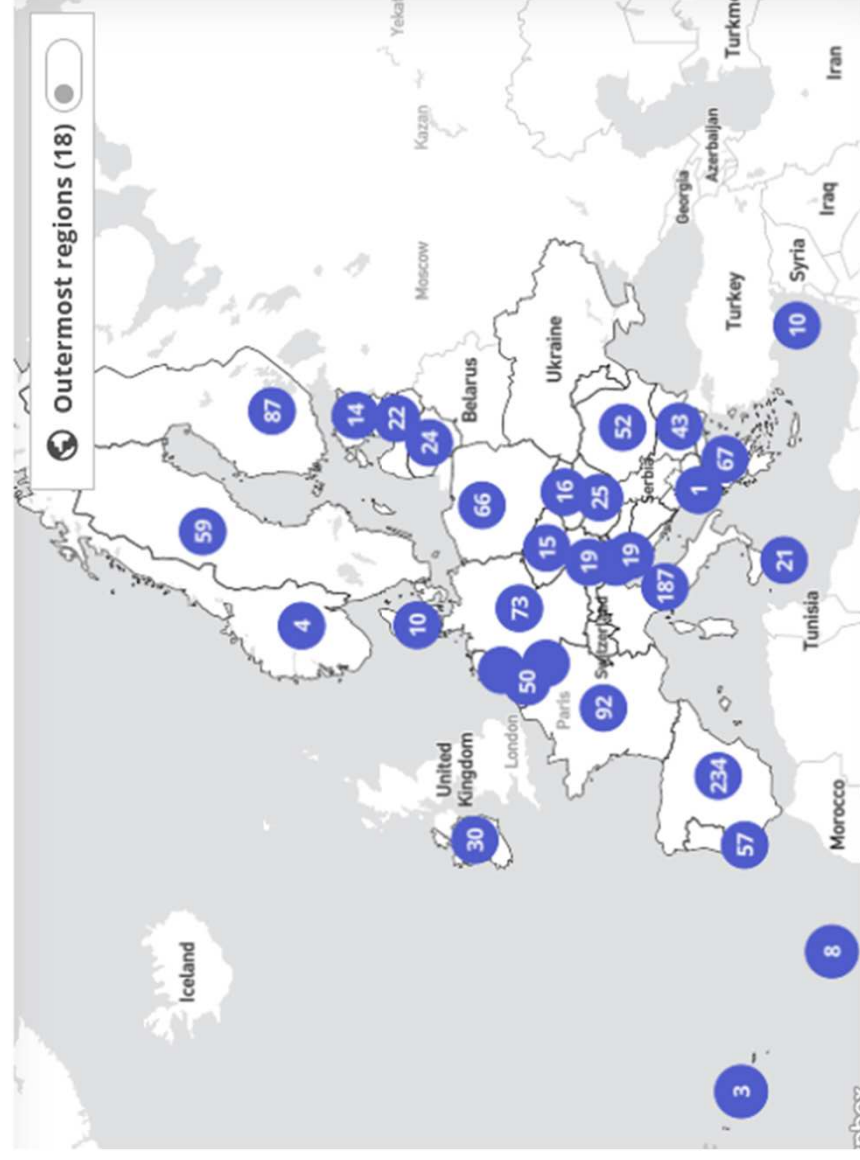 Outermost regions (18)
Iceland
59
87
4
14
22
10
Kazan
Moscow
24
United
Kingdom
Belarus
30
66
London
73
50
15
Ukraine
Paris
16
19
25
Switzerland
92
52
19
Serbia
187
43
Georgia
1
Azerbaijan
234
67
Turkm
Turkey
3
57
21
10
Syria
Tunisia
Iraq
8
Iran
Morocco